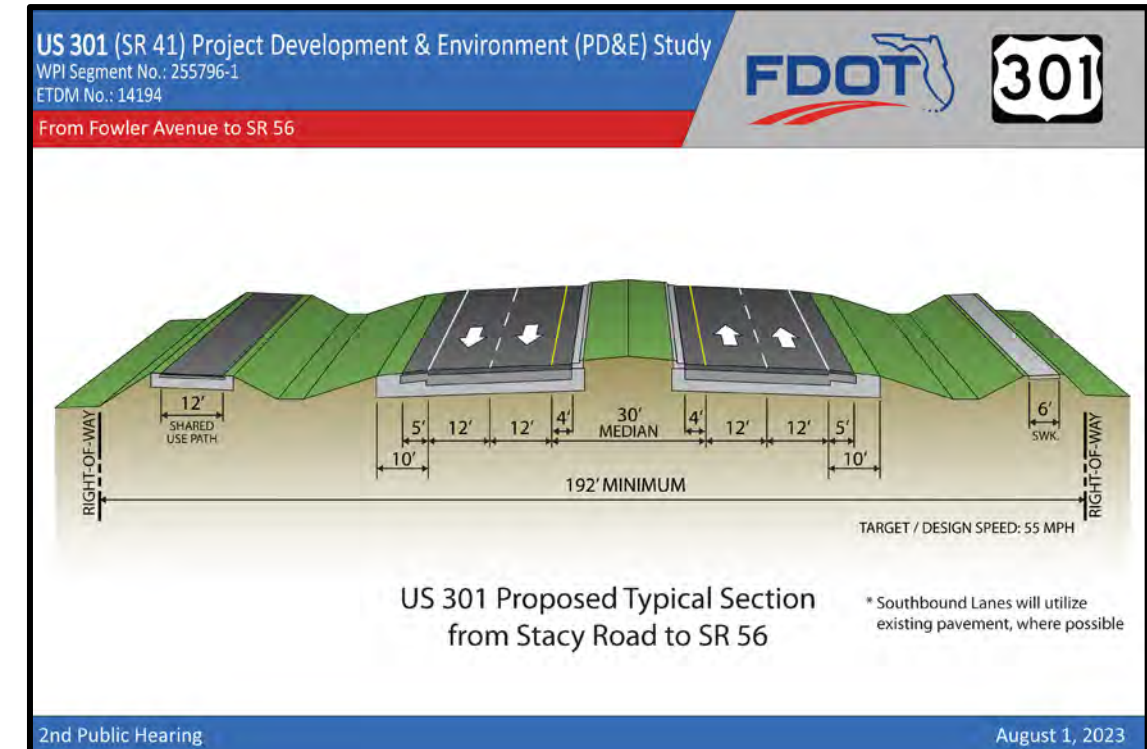 US 301 (SR 41) Project Development & Environment (PD&E) Study
WPI Segment No.: 255796-1
ETDM No.: 14194
From Fowler Avenue to SR 56
FDOT
301
12'
SHARED
USE PATH
5'
12'
12'
4'
30'
MEDIAN
4'
12'
12'
5'
6'
SWK.
10'
10'
RIGHT-OF-WAY
192' MINIMUM
RIGHT-OF-WAY
TARGET / DESIGN SPEED: 55 MPH
US 301 Proposed Typical Section
from Stacy Road to SR 56
* Southbound Lanes will utilize
existing pavement, where possible
2nd Public Hearing
August 1, 2023